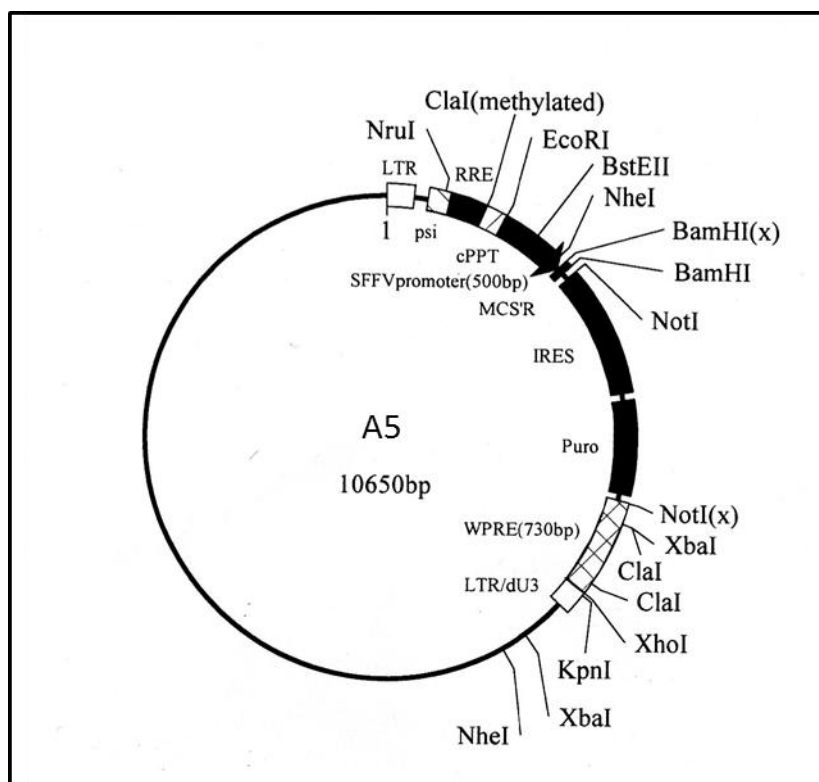 ClaI(methylated)
NruI
EcoRI
LTR
RRE
BstEII
NheI
1
psi
BamHI(x)
cPPT
BamHI
SFFVpromoter(500bp)
MCS'R
NotI
IRES
A5
Puro
10650bp
NotI(x)
WPRE(730bp)
XbaI
ClaI
LTR/dU3
ClaI
XhoI
KpnI
XbaI
NheI